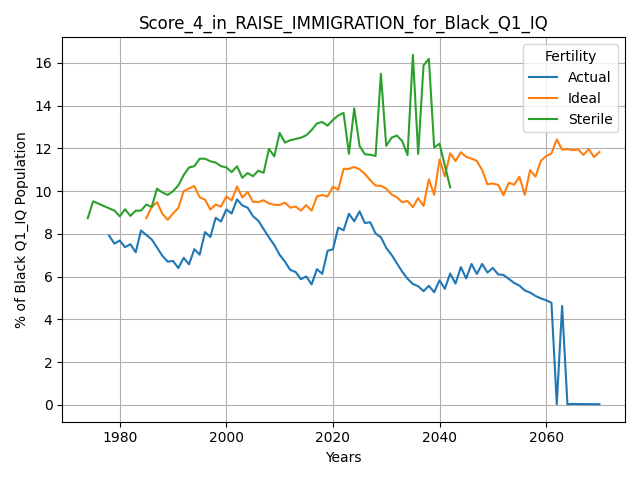 Score_4_in_RAISE_IMMIGRATION_for_Black_Q1_IQ
Fertility
Actual
Ideal
Sterile
% of Black Q1_IQ Population
16
14
12
10
8
6
4
2
0
1980 2000 2020 2040 2060
Years